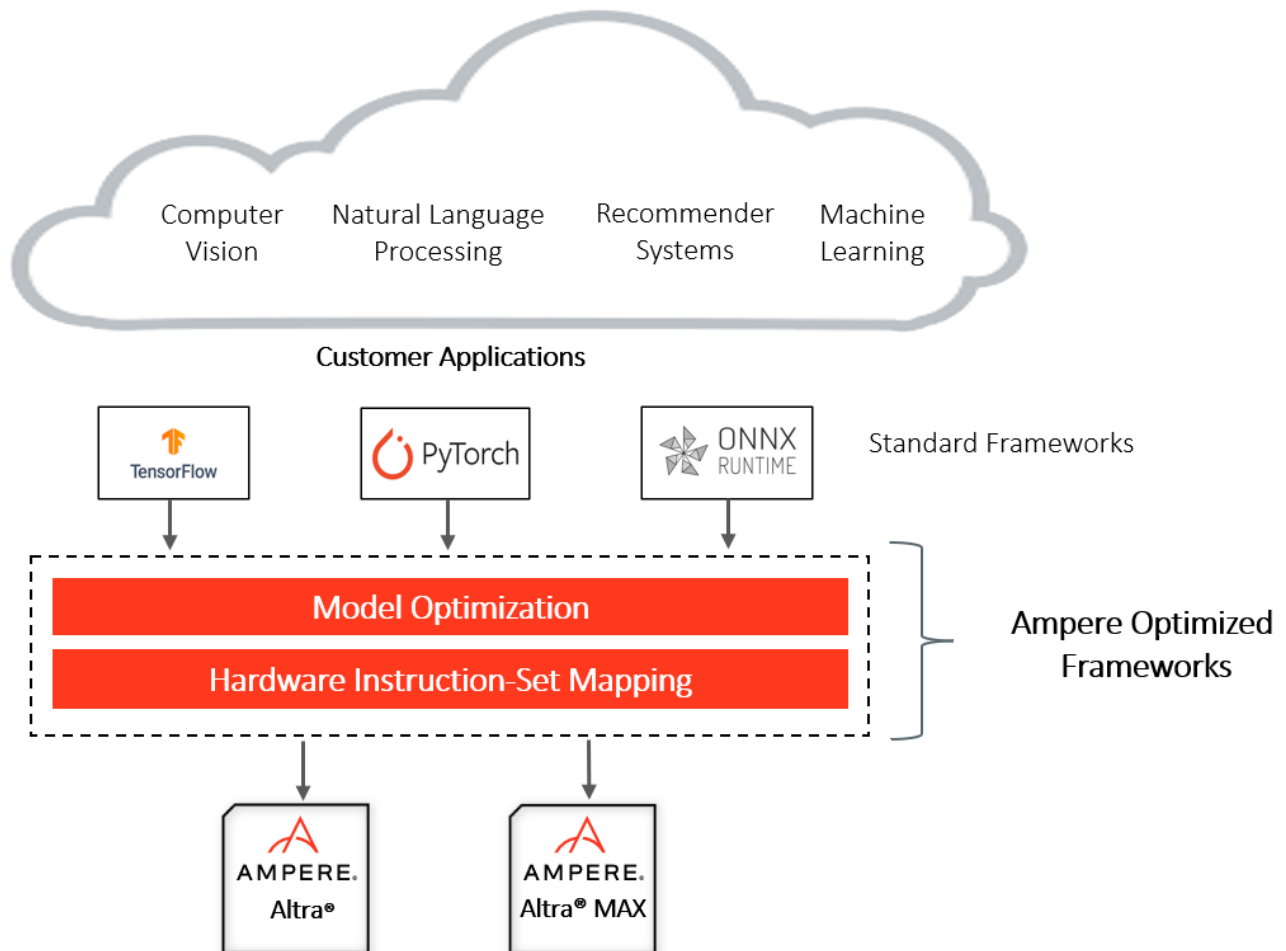 Computer
Vision
Natural Language
Processing
Recommender
Systems
Machine
Learning
Customer Applications
TensorFlow
PyTorch
ONNX
RUNTIME
Standard Frameworks
Model Optimization
Hardware Instruction-Set Mapping
Ampere Optimized
Frameworks
AMPERE®
Altra®
AMPERE®
Altra® MAX